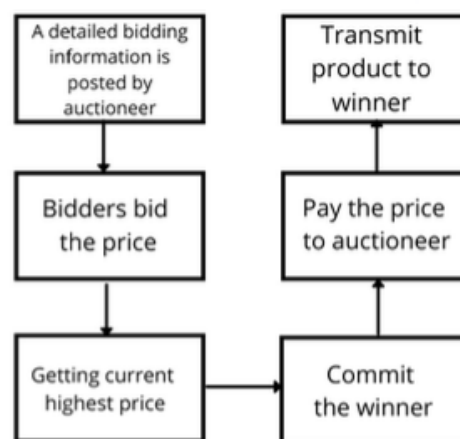 A detailed bidding
information is
posted by
auctioneer
Bidders bid
the price
Getting current
highest price
Commit
the winner
Pay the price
to auctioneer
Transmit
product to
winner